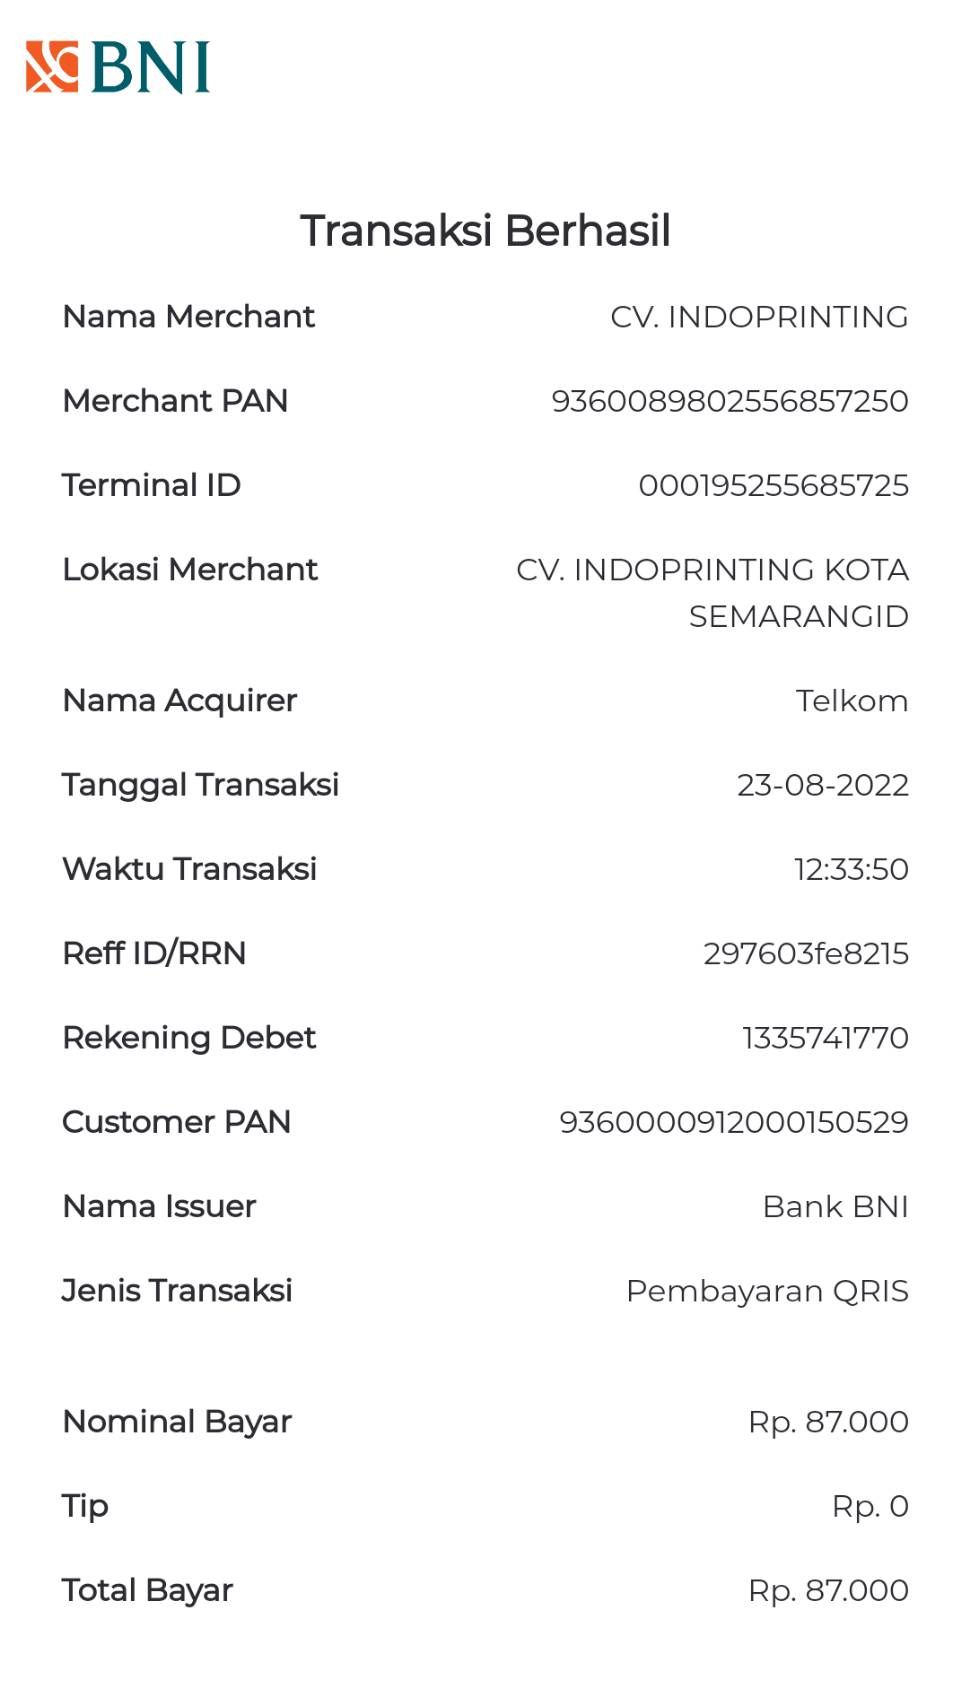 BNI
Transaksi Berhasil
Nama Merchant CV. INDOPRINTING
Merchant PAN 9360089802556857250
Terminal ID 000195255685725
Lokasi Merchant CV. INDOPRINTING KOTA
SEMARANGID
Nama Acquirer Telkom
Tanggal Transaksi 23-08-2022
Waktu Transaksi 12:33:50
Reff ID/RRN 297603fe8215
Rekening Debet 1335741770
Customer PAN 9360000912000150529
Nama Issuer Bank BNI
Jenis Transaksi Pembayaran QRIS
Nominal Bayar Rp. 87.000
Tip Rp. 0
Total Bayar Rp. 87.000